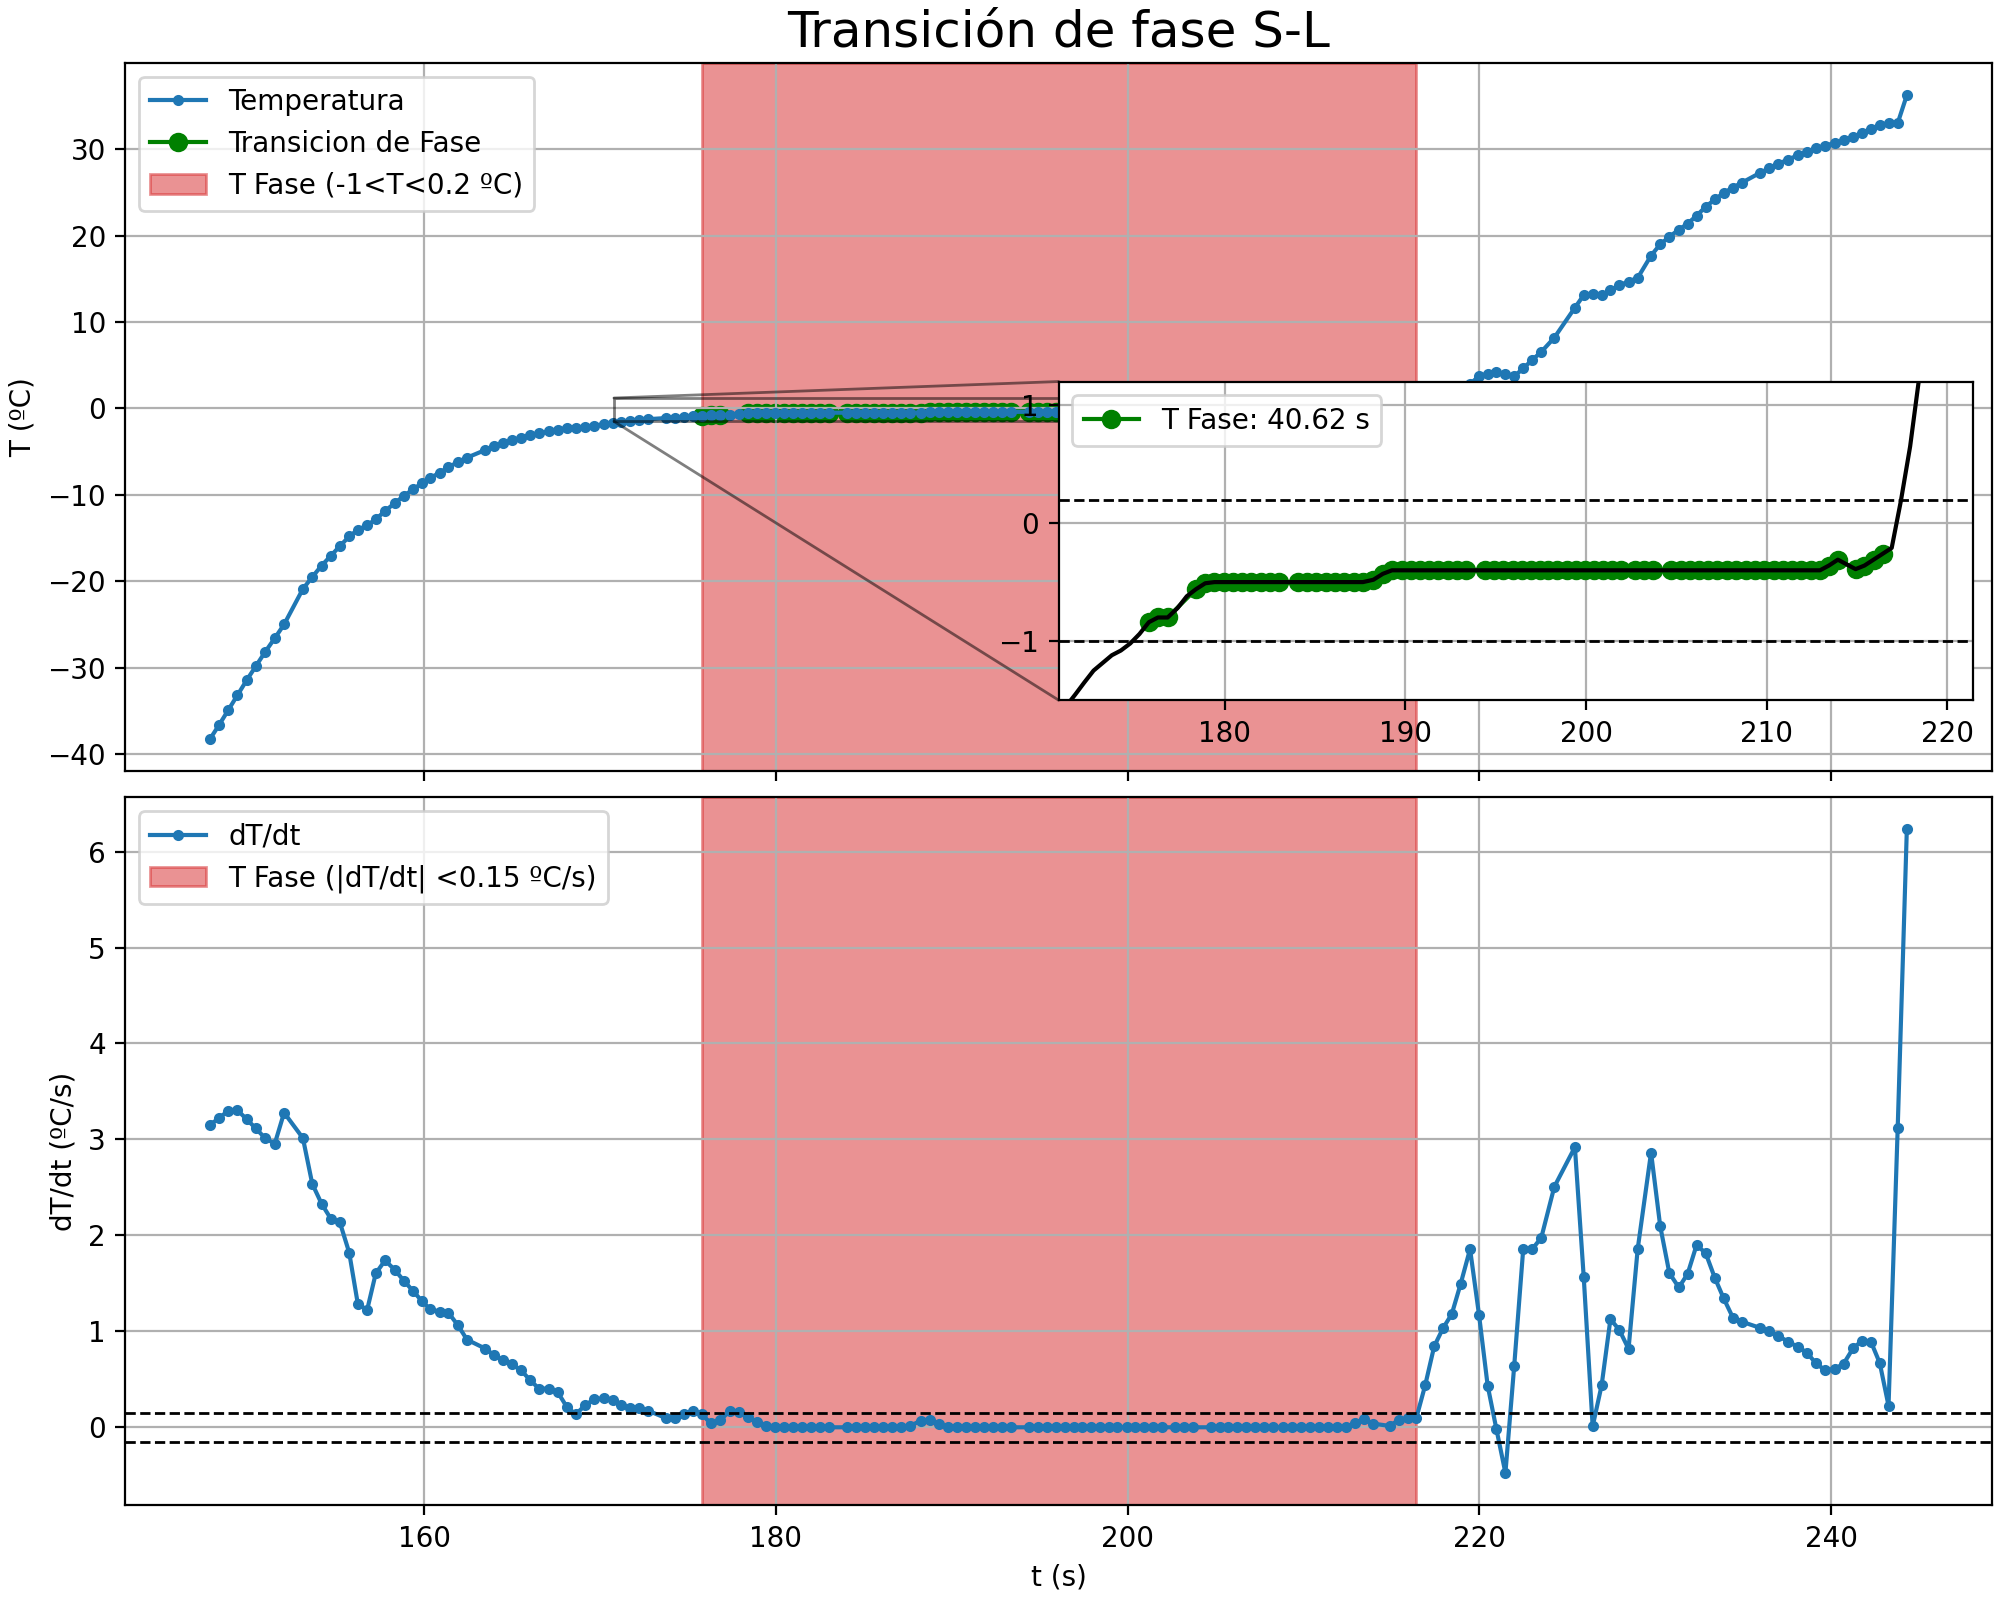 Transición de fase S-L
Temperatura
Transicion de Fase
T Fase (-1<T<0.2 ºC)
T (ºC)
30
20
10
0
−10
−20
−30
−40
T Fase: 40.62 s
1
0
−1
180 190 200 210 220
dT/dt
T Fase (|dT/dt| <0.15 ºC/s)
dT/dt (ºC/s)
6
5
4
3
2
1
0
160 180 200 220 240
t (s)